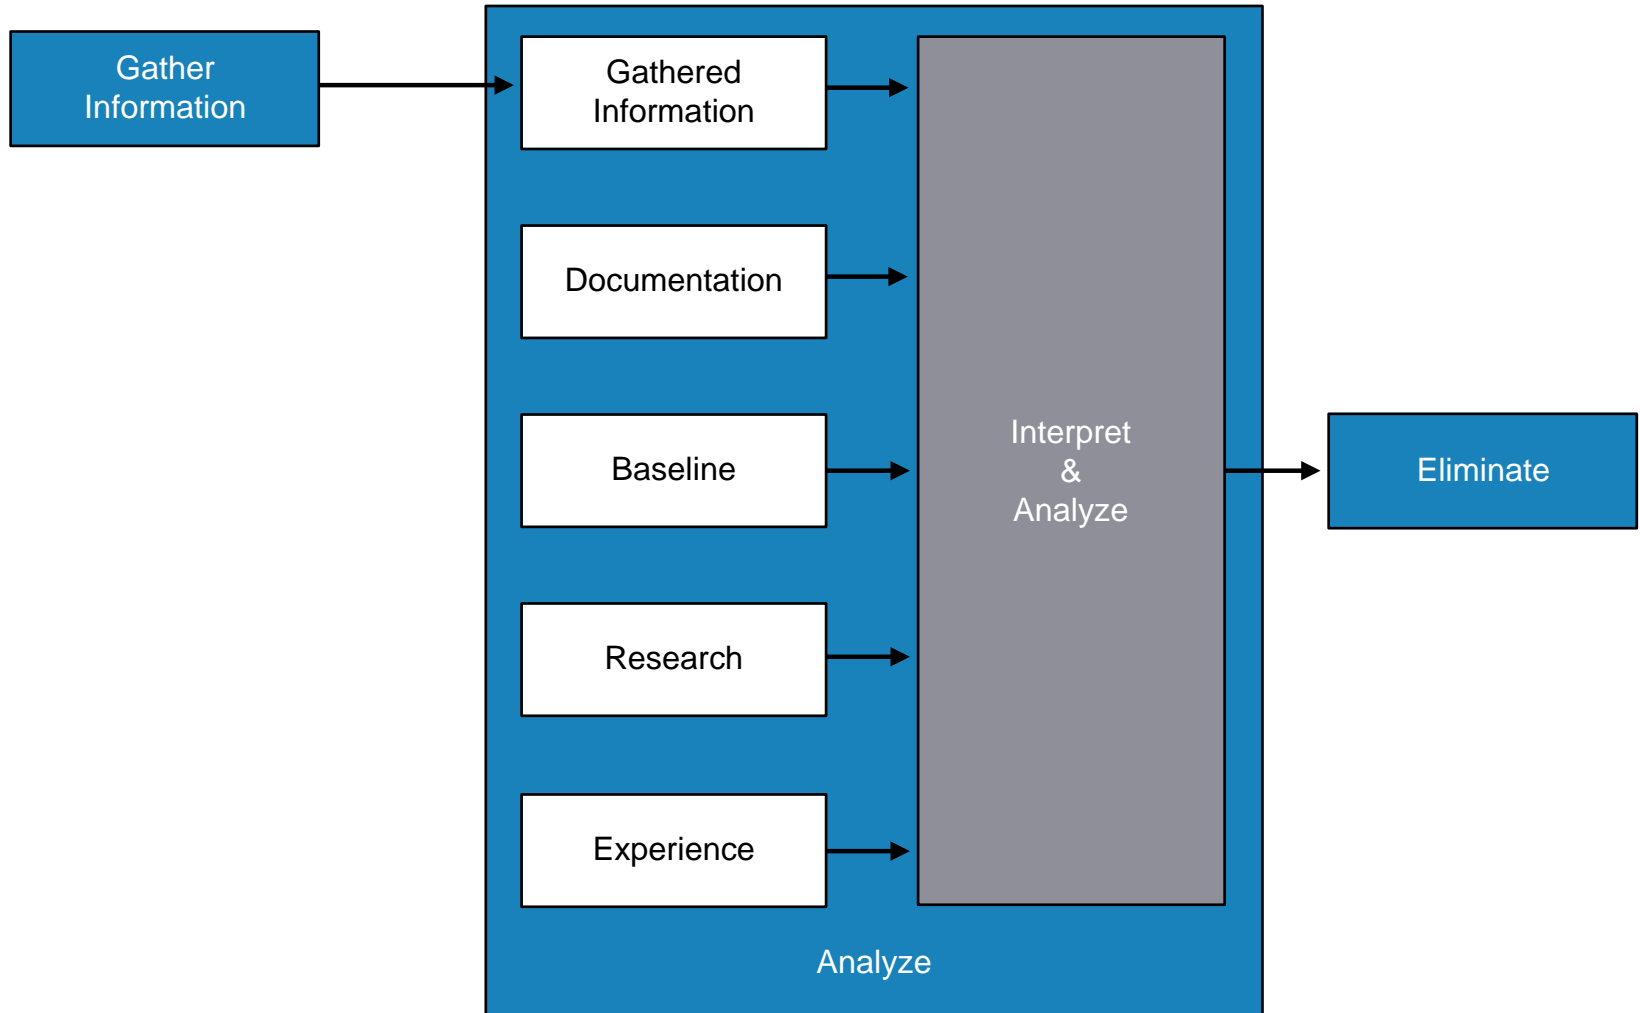 Gather
Information
Gathered
Information
Documentation
Baseline
Research
Experience
Interpret
&
Analyze
Eliminate
Analyze